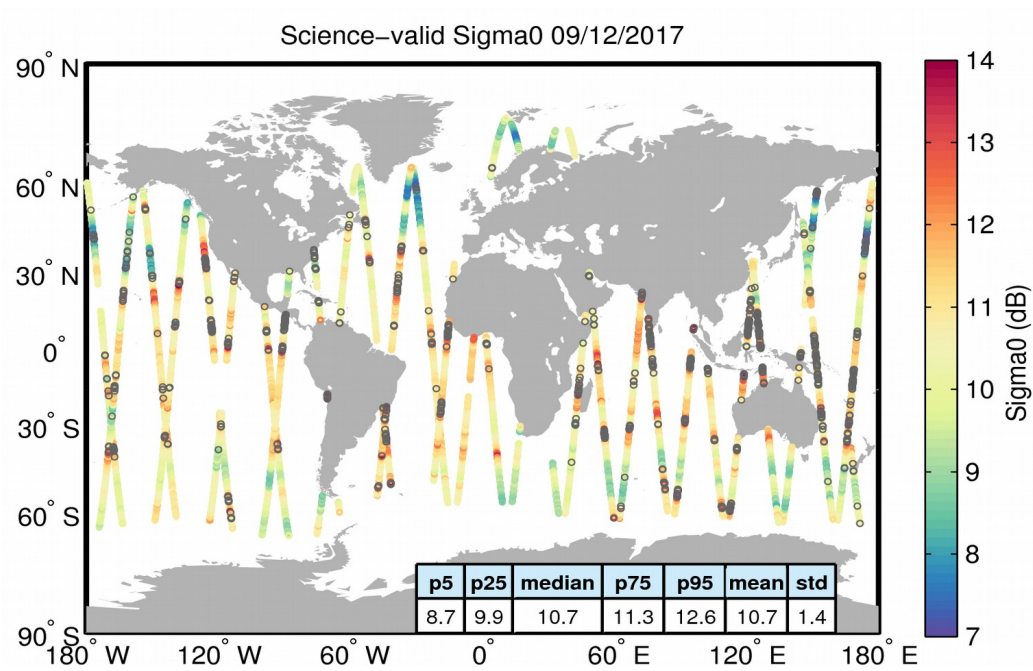 Science−valid Sigma0 09/12/2017
90° N
60° N
30° N
0°
30° S
60° S
90° S
180° W 120° W 60° W 0° 60° E 120° E 180° E
p5 p25 median p75 p95 mean std
8.7 9.9 10.7 11.3 12.6 10.7 1.4
14
13
12
11
10
9
8
7
Sigma0 (dB)